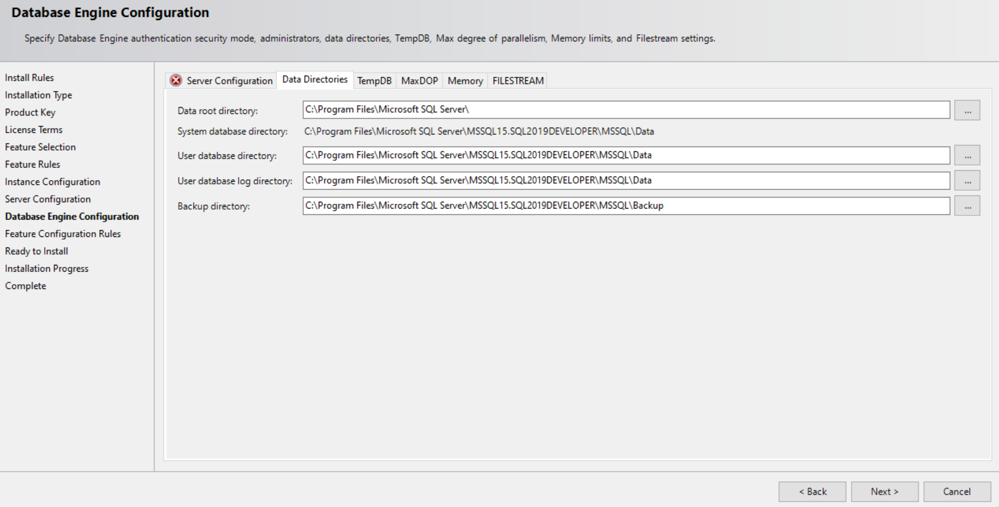 Database Engine Configuration
Specify Database Engine authentication security mode, administrators, data directories, TempDB, Max degree of parallelism, Memory limits, and Filestream settings.
Install Rules
Installation Type
Product Key
License Terms
Feature Selection
Feature Rules
Instance Configuration
Server Configuration
Database Engine Configuration
Feature Configuration Rules
Ready to Install
Installation Progress
Complete
Server Configuration Data Directories TempDB MaxDOP Memory FILESTREAM
Data root directory: C:\Program Files\Microsoft SQL Server\ ...
System database directory: C:\Program Files\Microsoft SQL Server\MSSQL15.SQL2019DEVELOPER\MSSQL\Data
User database directory: C:\Program Files\Microsoft SQL Server\MSSQL15.SQL2019DEVELOPER\MSSQL\Data ...
User database log directory: C:\Program Files\Microsoft SQL Server\MSSQL15.SQL2019DEVELOPER\MSSQL\Data ...
Backup directory: C:\Program Files\Microsoft SQL Server\MSSQL15.SQL2019DEVELOPER\MSSQL\Backup ...
< Back Next > Cancel